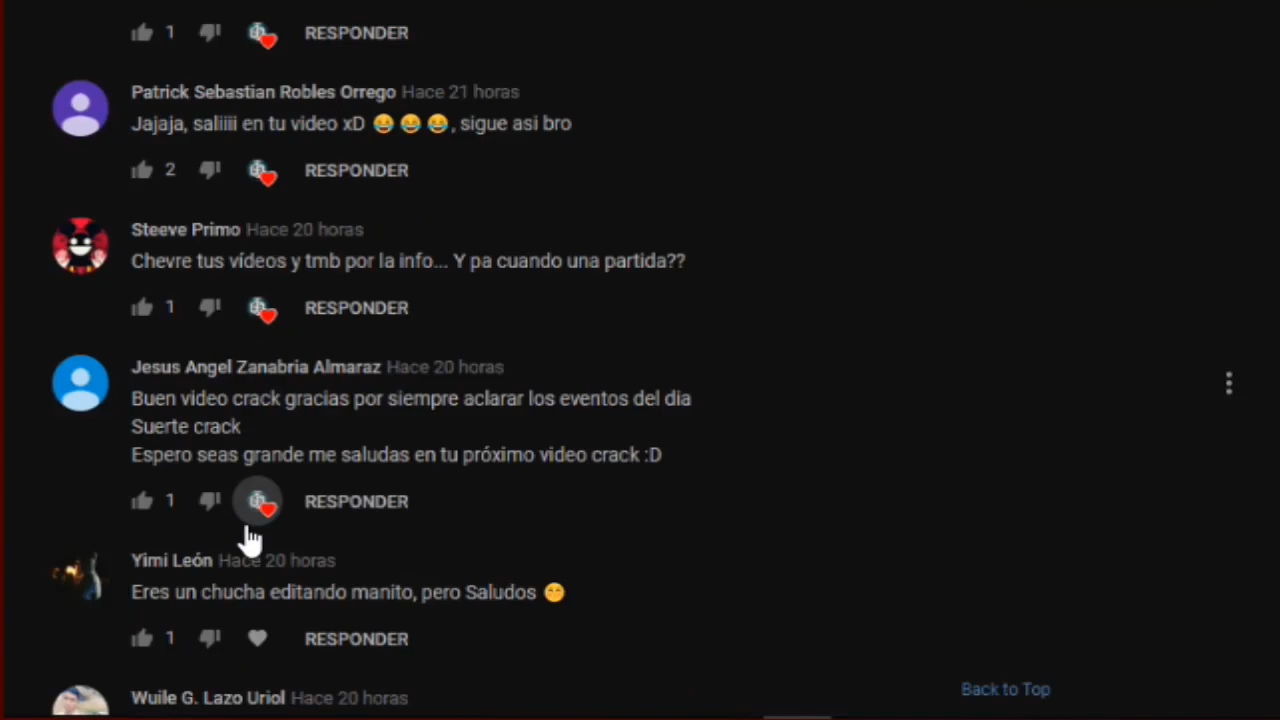 1 RESPONDER
Patrick Sebastian Robles Orrego Hace 21 horas
Jajaja, saliiii en tu video xD 😂😂😂, sigue asi bro
2 RESPONDER
Steeve Primo Hace 20 horas
Chevre tus vídeos y tmb por la info... Y pa cuando una partida??
1 RESPONDER
Jesus Angel Zanabria Almaraz Hace 20 horas
Buen video crack gracias por siempre aclarar los eventos del dia
Suerte crack
Espero seas grande me saludas en tu próximo video crack :D
1 RESPONDER
Yimi León Hace 20 horas
Eres un chucha editando manito, pero Saludos 😁
1 RESPONDER
Back to Top
Wuile G. Lazo Uriol Hace 20 horas